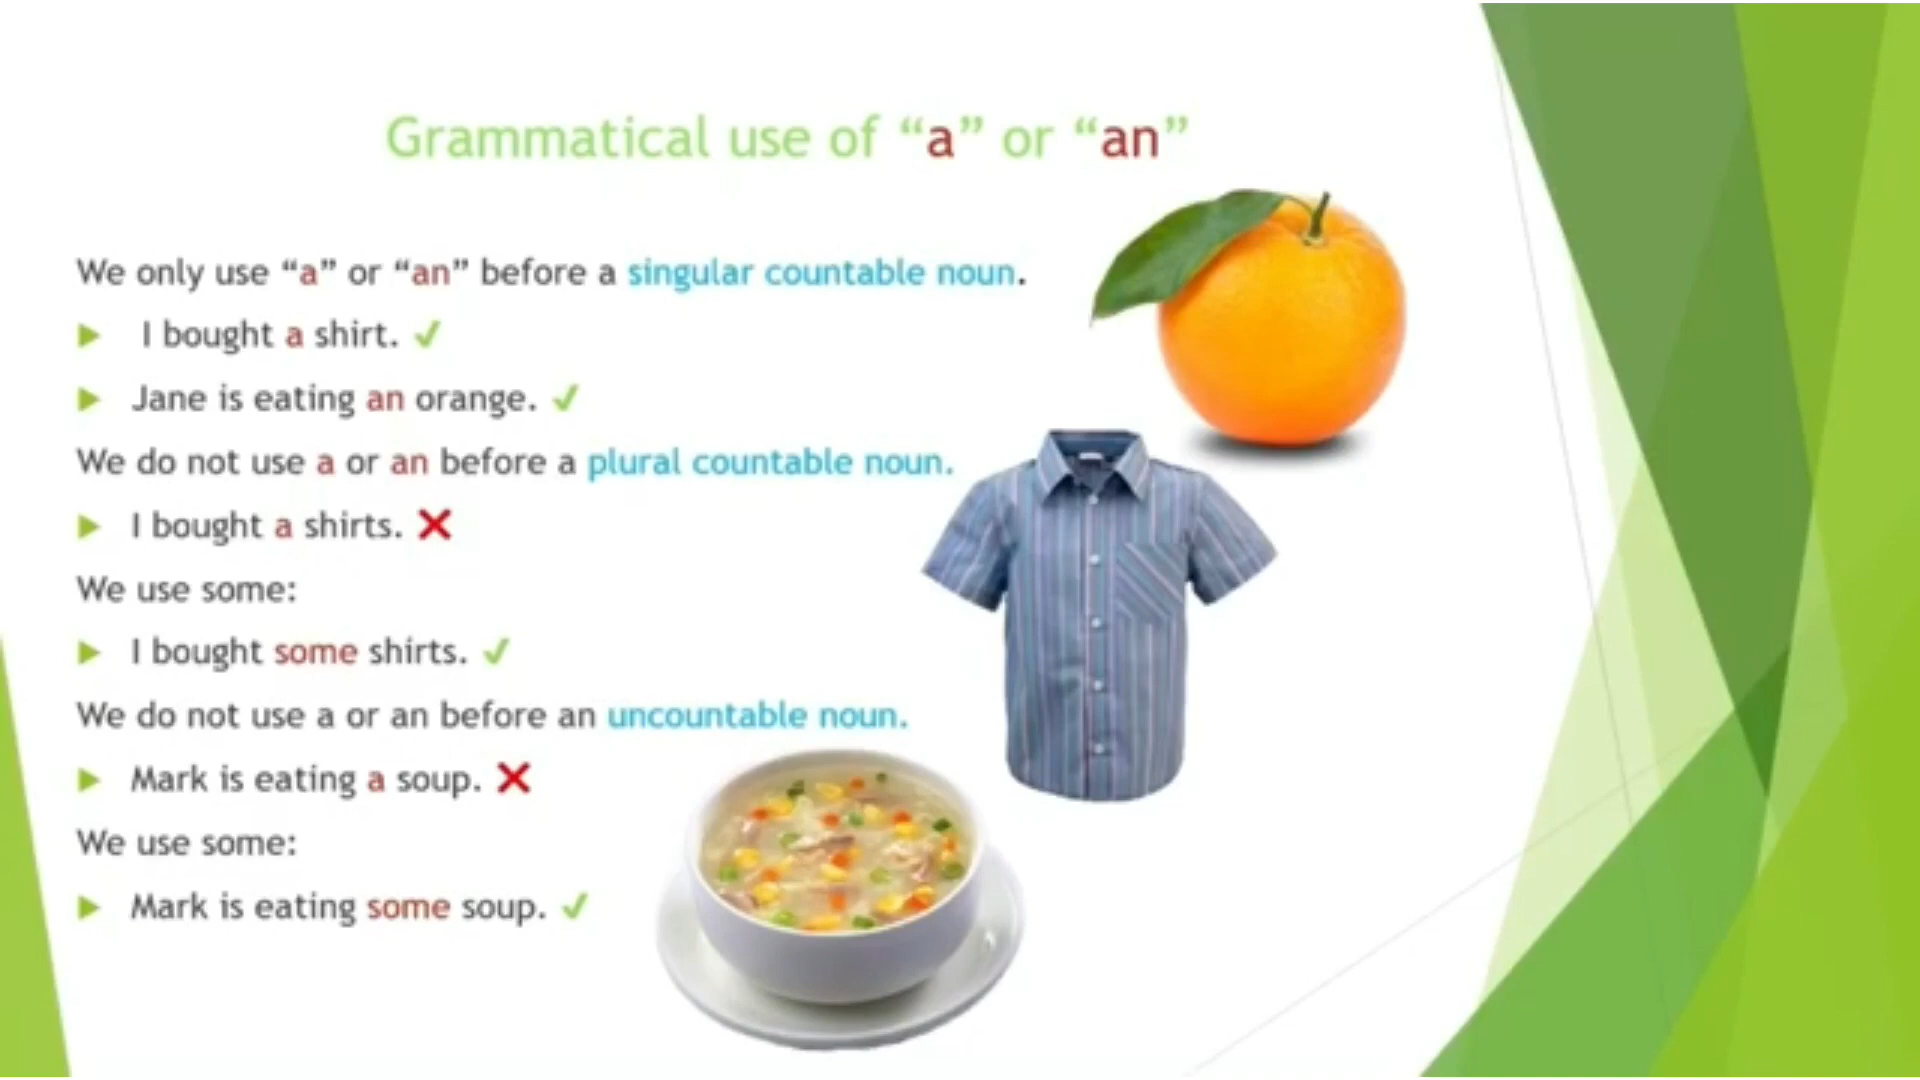 Grammatical use of “a” or “an”
We only use “a” or “an” before a singular countable noun.
I bought a shirt. ✓
Jane is eating an orange. ✓
We do not use a or an before a plural countable noun.
I bought a shirts. ✗
We use some:
I bought some shirts. ✓
We do not use a or an before an uncountable noun.
Mark is eating a soup. ✗
We use some:
Mark is eating some soup. ✓